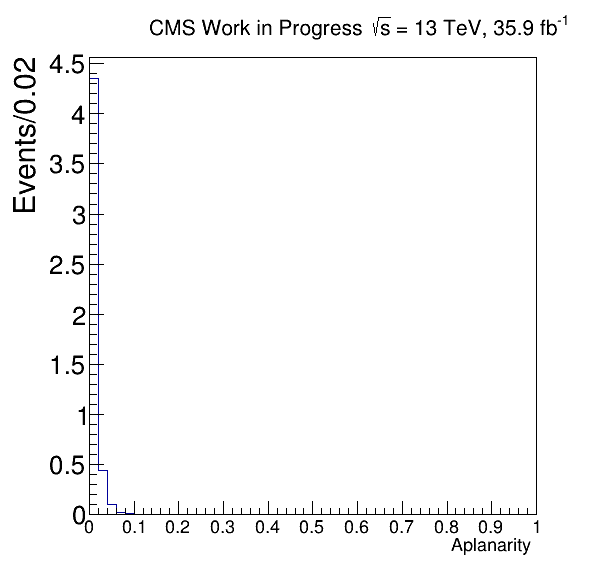 CMS Work in Progress √s = 13 TeV, 35.9 fb⁻¹
Events/0.02
4.5
4
3.5
3
2.5
2
1.5
1
0.5
0
0 0.1 0.2 0.3 0.4 0.5 0.6 0.7 0.8 0.9 1
Aplanarity